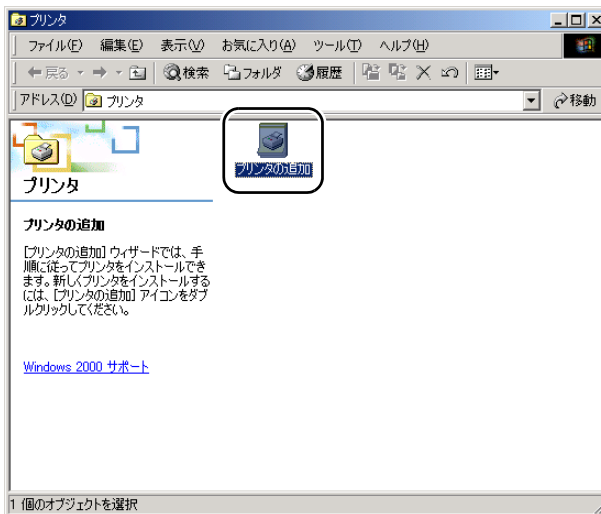 プリンタ
ファイル(F) 編集(E) 表示(V) お気に入り(A) ツール(T) ヘルプ(H)
戻る 検索 フォルダ 履歴
アドレス(D) プリンタ 移動
プリンタ
プリンタの追加
プリンタの追加
[プリンタの追加] ウィザードでは、手
順に従ってプリンタをインストールでき
ます。新しくプリンタをインストールする
には、[プリンタの追加] アイコンをダブ
ルクリックしてください。
Windows 2000 サポート
1 個のオブジェクトを選択